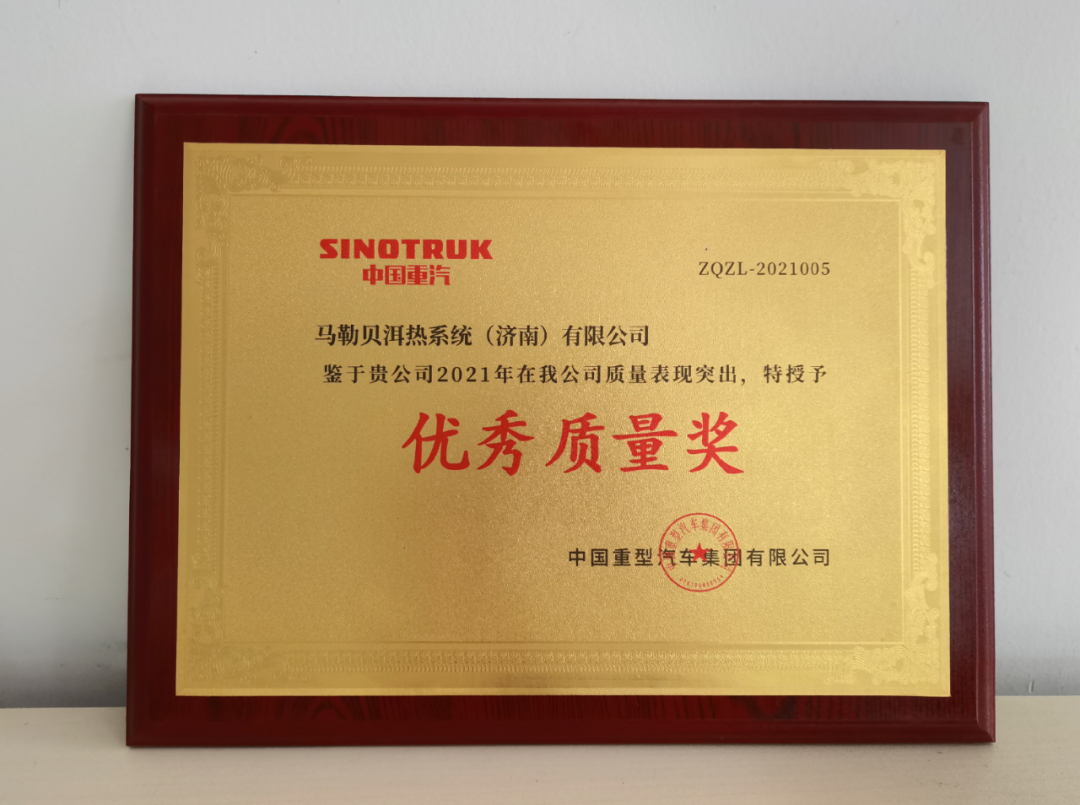 SINOTRUK
中国重汽
ZQZL-2021005
马勒贝洱热系统（济南）有限公司
鉴于贵公司2021年在我公司质量表现突出，特授予
优秀质量奖
中国重型汽车集团有限公司